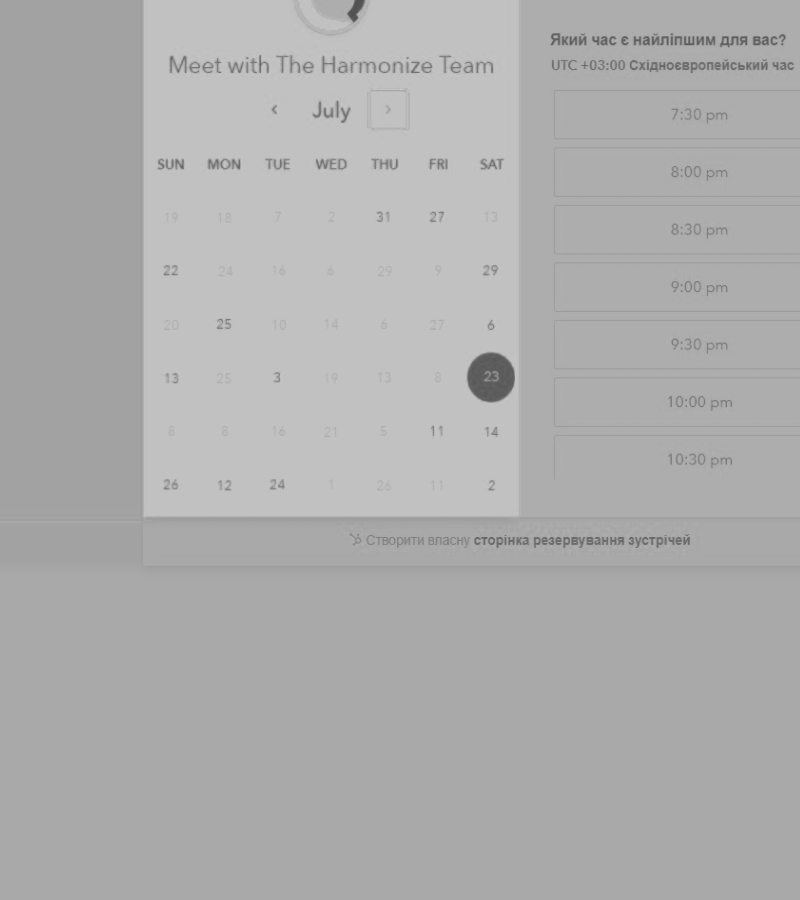 Meet with The Harmonize Team
‹ July ›
SUN MON TUE WED THU FRI SAT
19 18 7 2 31 27 13
22 24 16 6 29 9 29
20 25 10 14 6 27 6
13 25 3 19 13 8 23
8 8 16 21 5 11 14
26 12 24 1 26 11 2
Який час є найліпшим для вас?
UTC +03:00 Східноєвропейський час
7:30 pm
8:00 pm
8:30 pm
9:00 pm
9:30 pm
10:00 pm
10:30 pm
Створити власну сторінка резервування зустрічей